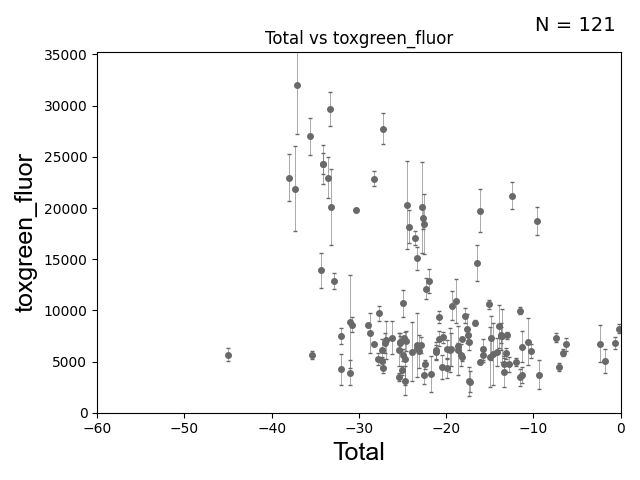 N = 121
Total vs toxgreen_fluor
35000
30000
25000
20000
15000
10000
5000
0
toxgreen_fluor
−60 −50 −40 −30 −20 −10 0
Total